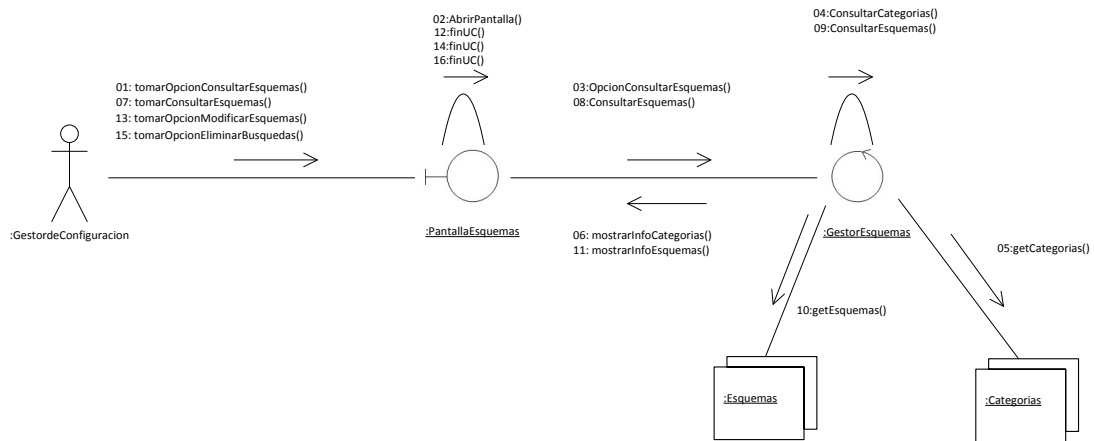 02:AbrirPantalla()
12:finUC()
14:finUC()
16:finUC()
04:ConsultarCategorias()
09:ConsultarEsquemas()
01: tomarOpcionConsultarEsquemas()
07: tomarConsultarEsquemas()
13: tomarOpcionModificarEsquemas()
15: tomarOpcionEliminarBusquedas()
03:OpcionConsultarEsquemas()
08:ConsultarEsquemas()
:GestordeConfiguracion
:PantallaEsquemas
06: mostrarInfoCategorias()
11: mostrarInfoEsquemas()
:GestorEsquemas
05:getCategorias()
10:getEsquemas()
:Esquemas
:Categorias